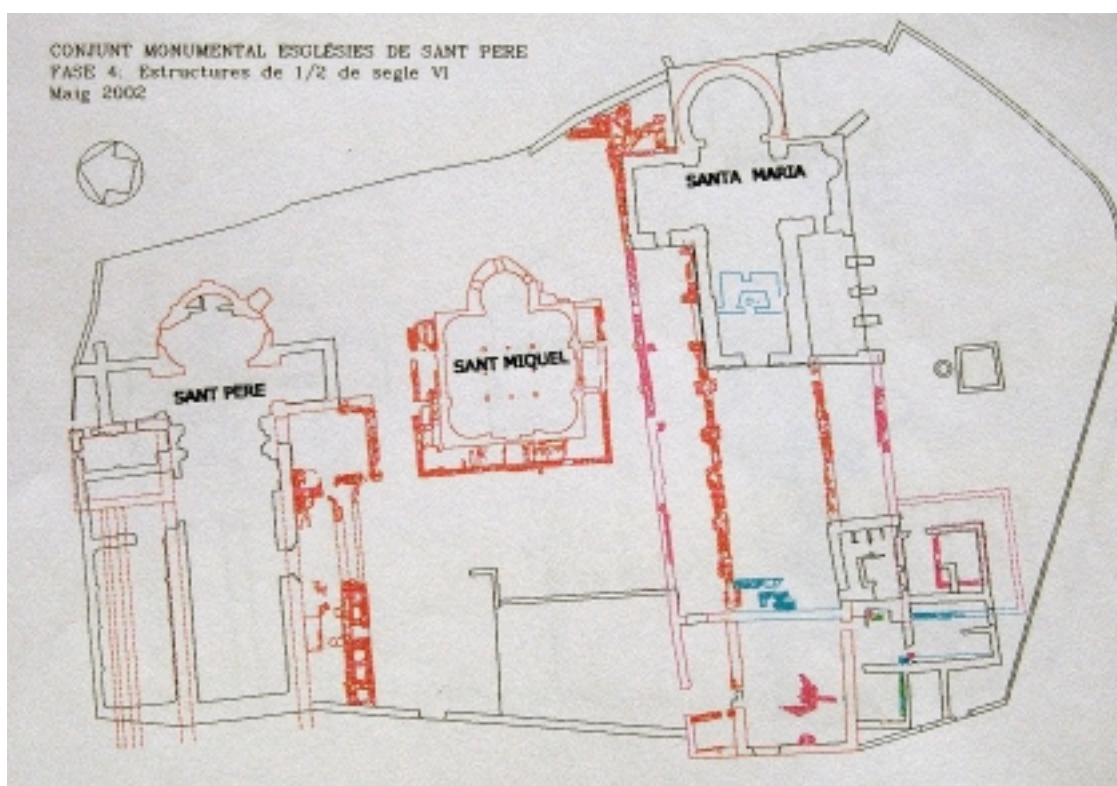 CONJUNT MONUMENTAL ESGLÉSIES DE SANT PERE
FASE 4: Estructures de 1/2 de segle VI
Maig 2002
SANTA MARIA
SANT MIQUEL
SANT PERE